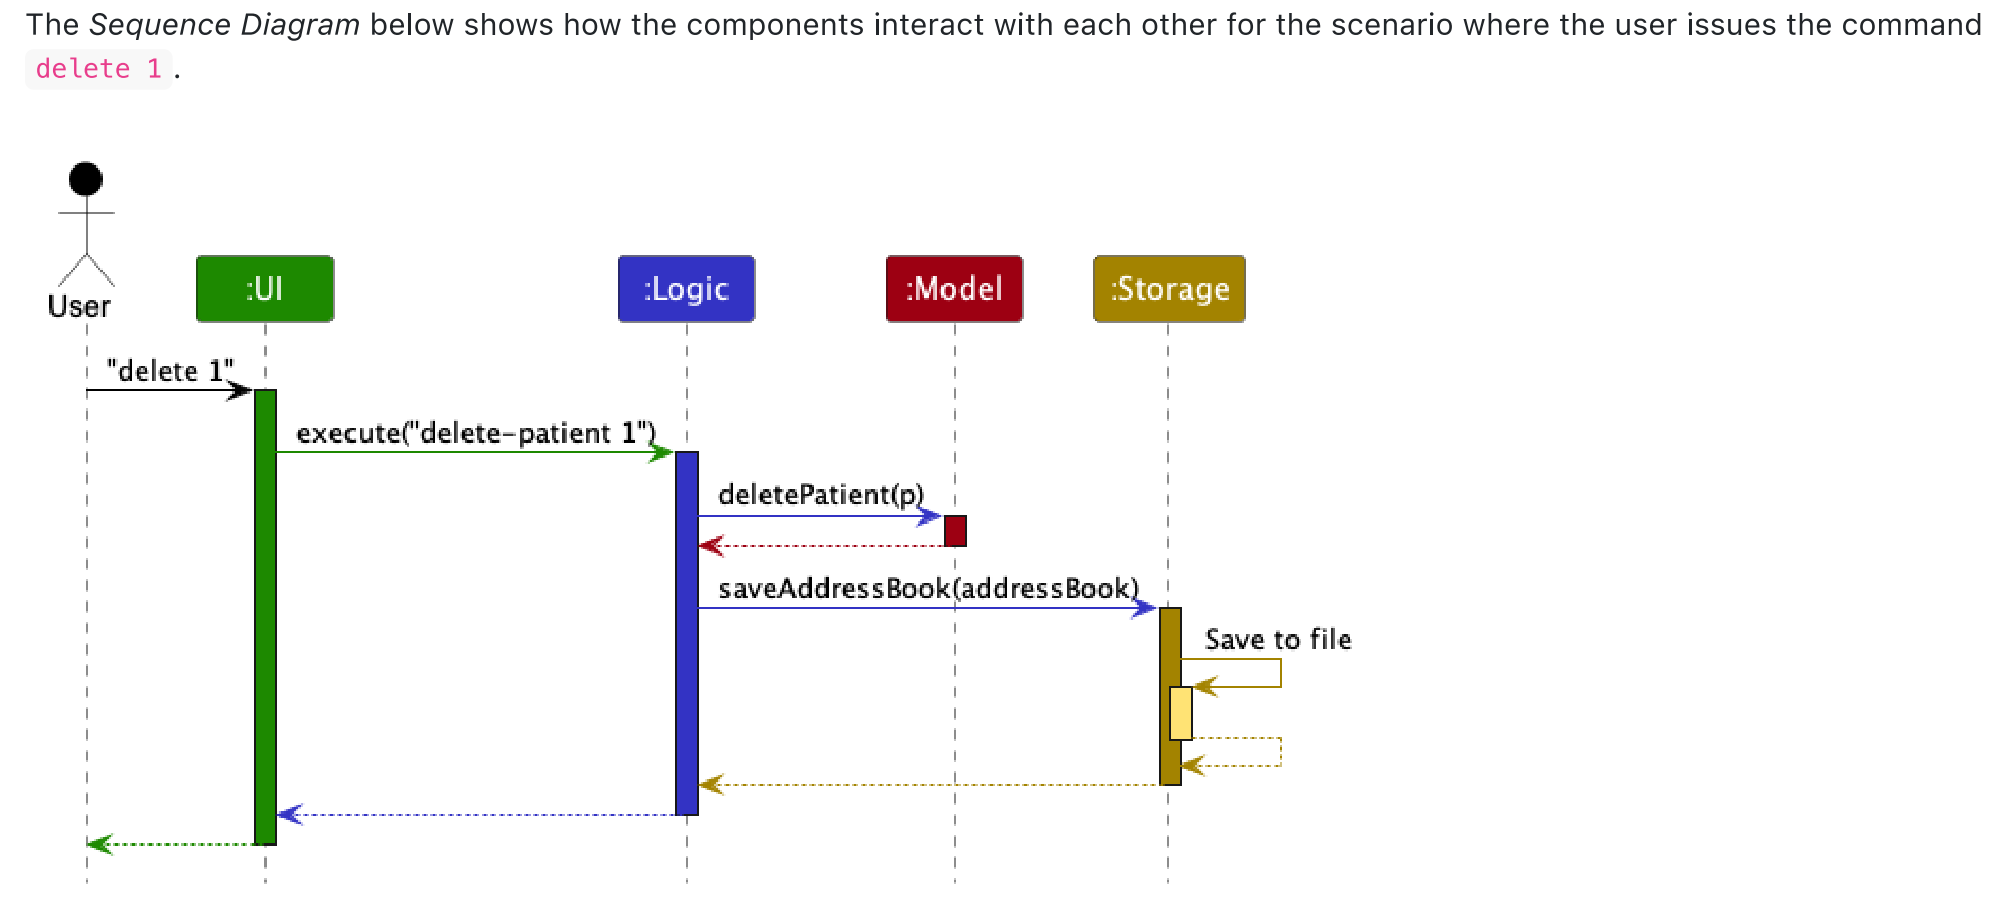 The Sequence Diagram below shows how the components interact with each other for the scenario where the user issues the command
delete 1.
User
:UI
:Logic
:Model
:Storage
"delete 1"
execute("delete-patient 1")
deletePatient(p)
saveAddressBook(addressBook)
Save to file